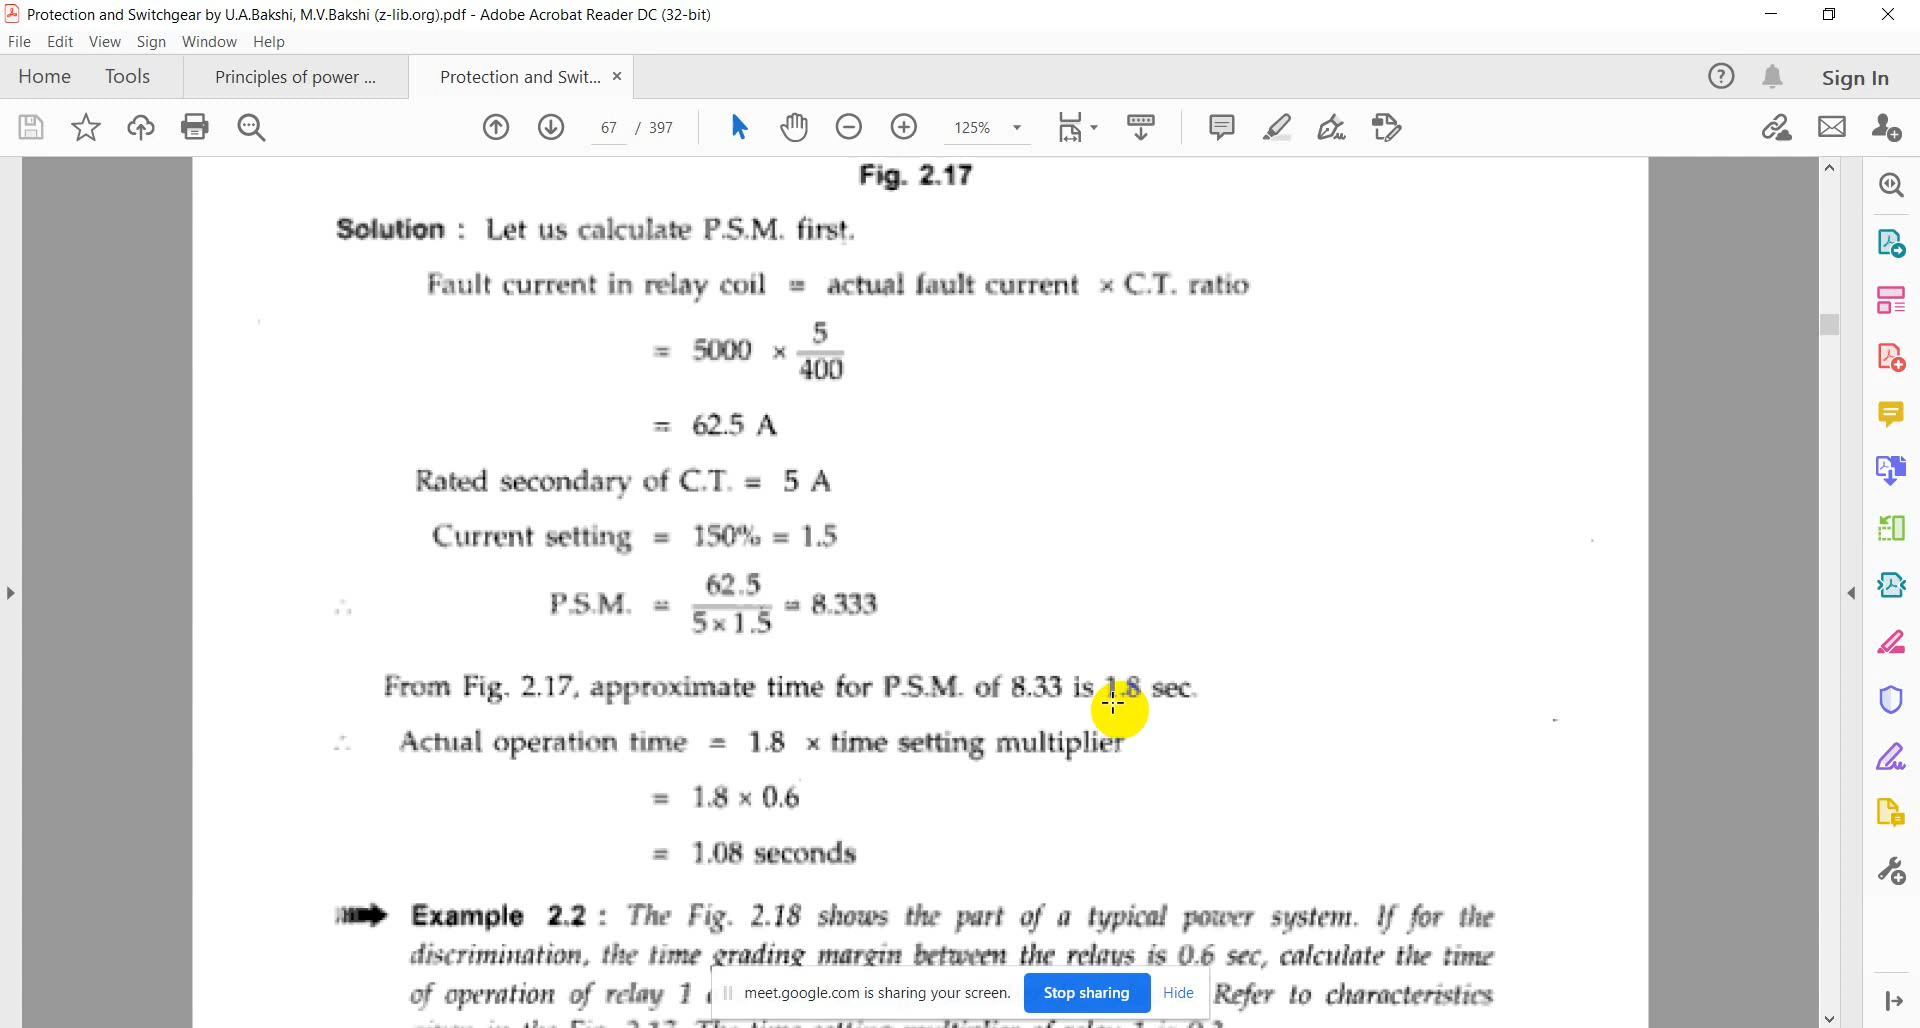 Protection and Switchgear by U.A.Bakshi, M.V.Bakshi (z-lib.org).pdf - Adobe Acrobat Reader DC (32-bit)
File Edit View Sign Window Help
Home Tools Principles of power ... Protection and Swit... × Sign In
67 / 397 125%
Fig. 2.17
Solution : Let us calculate P.S.M. first.
Fault current in relay coil = actual fault current × C.T. ratio
= 5000 × 5/400
= 62.5 A
Rated secondary of C.T. = 5 A
Current setting = 150% = 1.5
∴ P.S.M. = 62.5/5 × 1.5 = 8.333
From Fig. 2.17, approximate time for P.S.M. of 8.33 is 1.8 sec.
∴ Actual operation time = 1.8 × time setting multiplier
= 1.8 × 0.6
= 1.08 seconds
Example 2.2 : The Fig. 2.18 shows the part of a typical power system. If for the
discrimination, the time grading margin between the relays is 0.6 sec, calculate the time
of operation of relay 1 Refer to characteristics
meet.google.com is sharing your screen. Stop sharing Hide